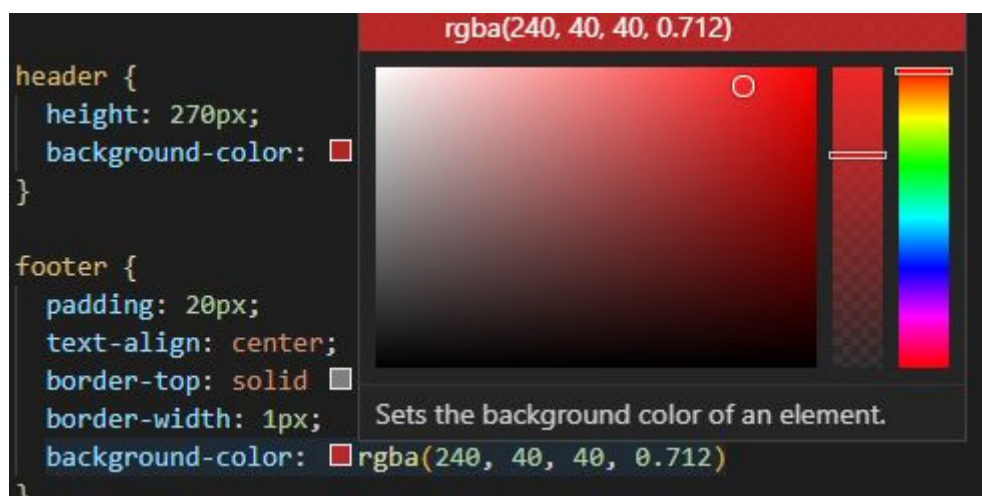 rgba(240, 40, 40, 0.712)
header {
height: 270px;
background-color:
}
footer {
padding: 20px;
text-align: center;
border-top: solid
border-width: 1px;
Sets the background color of an element.
background-color: rgba(240, 40, 40, 0.712)
}